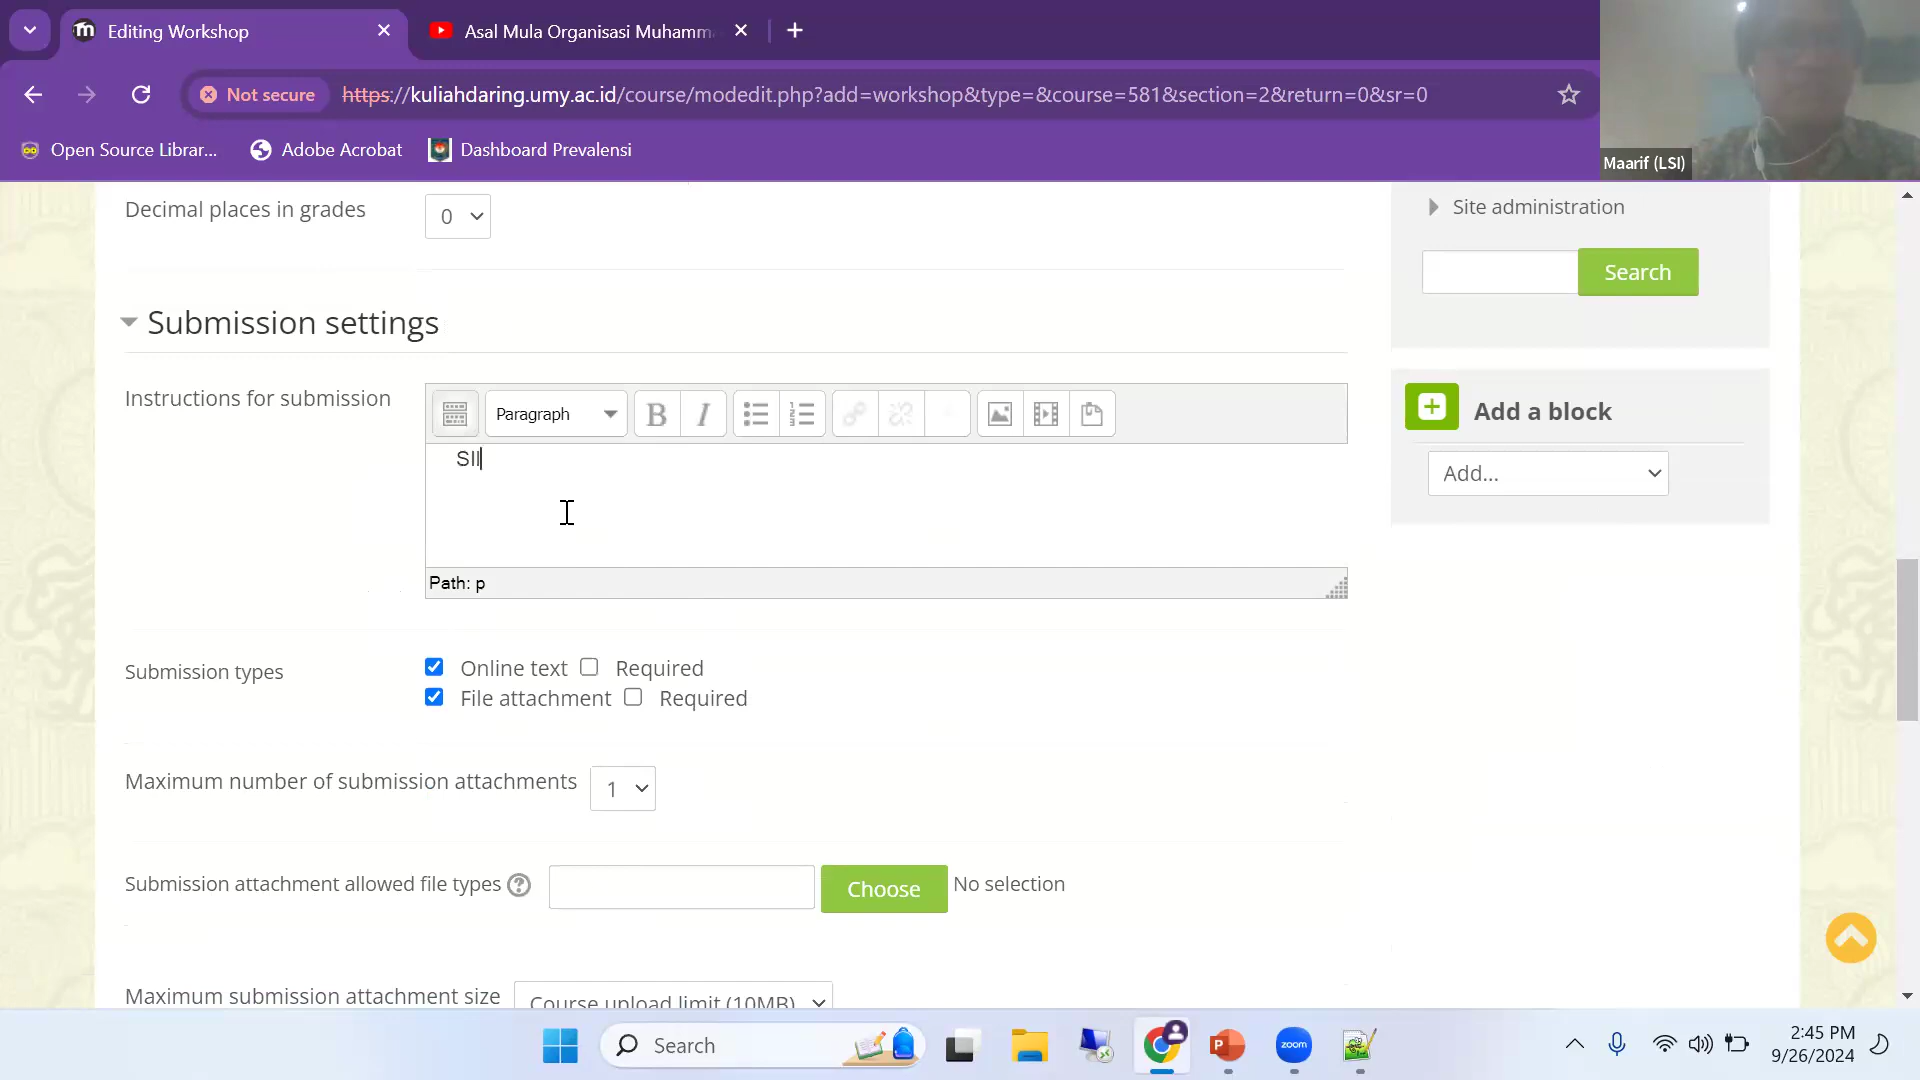 Editing Workshop
Asal Mula Organisasi Muhamm
Not secure
https://kuliahdaring.umy.ac.id/course/modedit.php?add=workshop&type=&course=581&section=2&return=0&sr=0
Open Source Librar...
Adobe Acrobat
Dashboard Prevalensi
Maarif (LSI)
Decimal places in grades
0
Site administration
Search
Submission settings
Instructions for submission
Paragraph
B
I
SIl
Path: p
Add a block
Add...
Submission types
Online text
Required
File attachment
Required
Maximum number of submission attachments
1
Submission attachment allowed file types
Choose
No selection
Maximum submission attachment size
Course upload limit (10MB)
Search
zoom
2:45 PM
9/26/2024